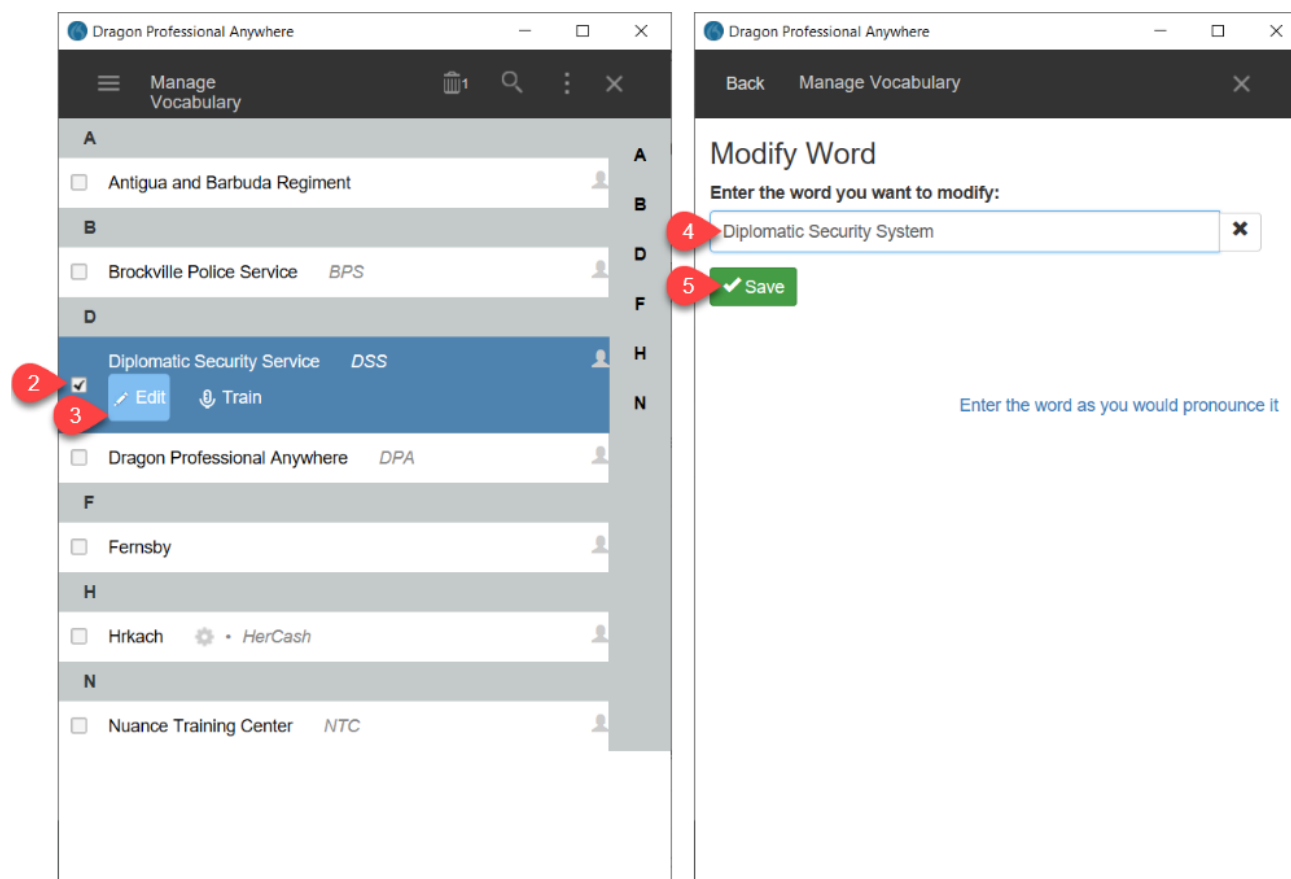 Dragon Professional Anywhere
Manage
Vocabulary
1
A
Antigua and Barbuda Regiment
B
Brockville Police Service BPS
D
Diplomatic Security Service DSS
2
Edit Train
3
Dragon Professional Anywhere DPA
F
Fernsby
H
Hrkach • HerCash
N
Nuance Training Center NTC
A
B
D
F
H
N
Dragon Professional Anywhere
Back Manage Vocabulary
Modify Word
Enter the word you want to modify:
4 Diplomatic Security System
5 Save
Enter the word as you would pronounce it